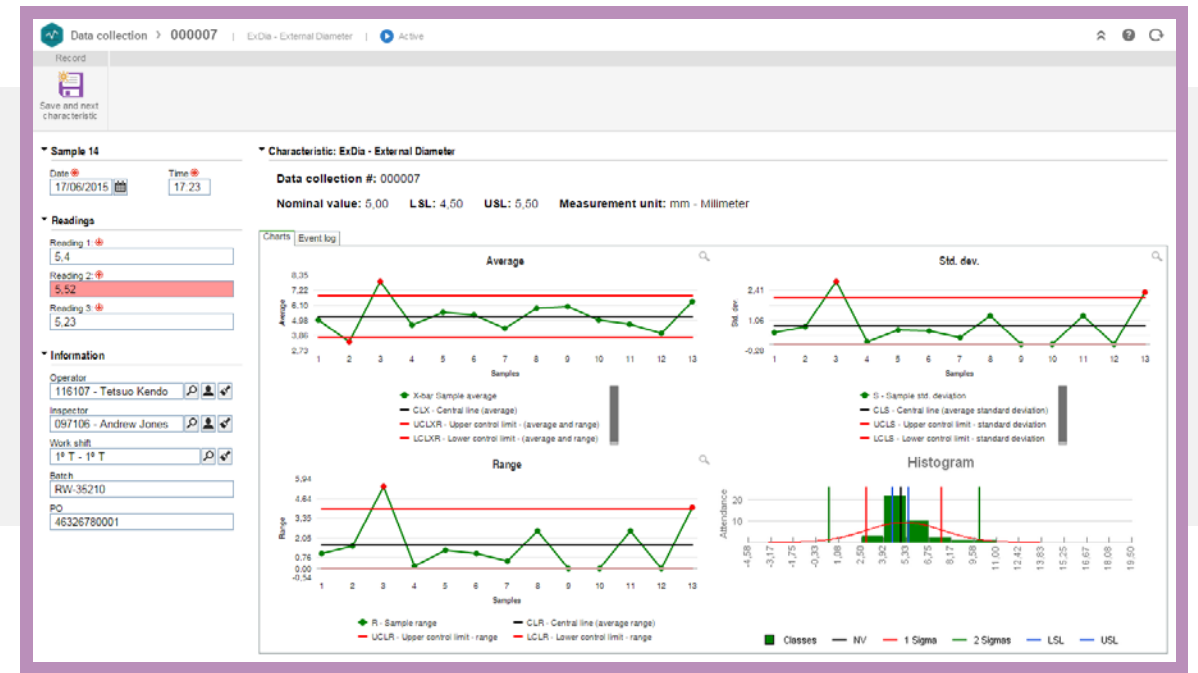 Data collection > 000007 | ExDia - External Diameter | Active
Record
Save and next
characteristic
Sample 14
Date
Time
17/06/2015
17:23
Readings
Reading 1:
5,4
Reading 2:
5,52
Reading 3:
5,23
Information
Operator
116107 - Tetsuo Kendo
Inspector
097106 - Andrew Jones
Work shift
1º T - 1º T
Batch
RW-35210
PO
46326780001
Characteristic: ExDia - External Diameter
Data collection #: 000007
Nominal value: 5,00 LSL: 4,50 USL: 5,50 Measurement unit: mm - Milimeter
Charts Event log
Average
Average
8,35
7,22
6,10
4,98
3,86
2,73
1 2 3 4 5 6 7 8 9 10 11 12 13
Samples
X-bar Sample average
CLX - Central line (average)
UCLXR - Upper control limit - (average and range)
LCLXR - Lower control limit - (average and range)
Std. dev.
Std. dev.
2,41
1,06
-0,28
1 2 3 4 5 6 7 8 9 10 11 12 13
Samples
S - Sample std. deviation
CLS - Central line (average standard deviation)
UCLS - Upper control limit - standard deviation
LCLS - Lower control limit - standard deviation
Range
Range
5,94
4,64
3,35
2,06
0,76
0,00
-0,54
1 2 3 4 5 6 7 8 9 10 11 12 13
Samples
R - Sample range CLR - Central line (average range)
UCLR - Upper control limit - range LCLR - Lower control limit - range
Histogram
Attendance
20
10
-4,58 -3,17 -1,75 -0,33 1,08 2,50 3,92 5,33 6,75 8,17 9,58 11,00 12,42 13,83 15,25 16,67 18,08 19,50
Classes NV 1 Sigma 2 Sigmas LSL USL